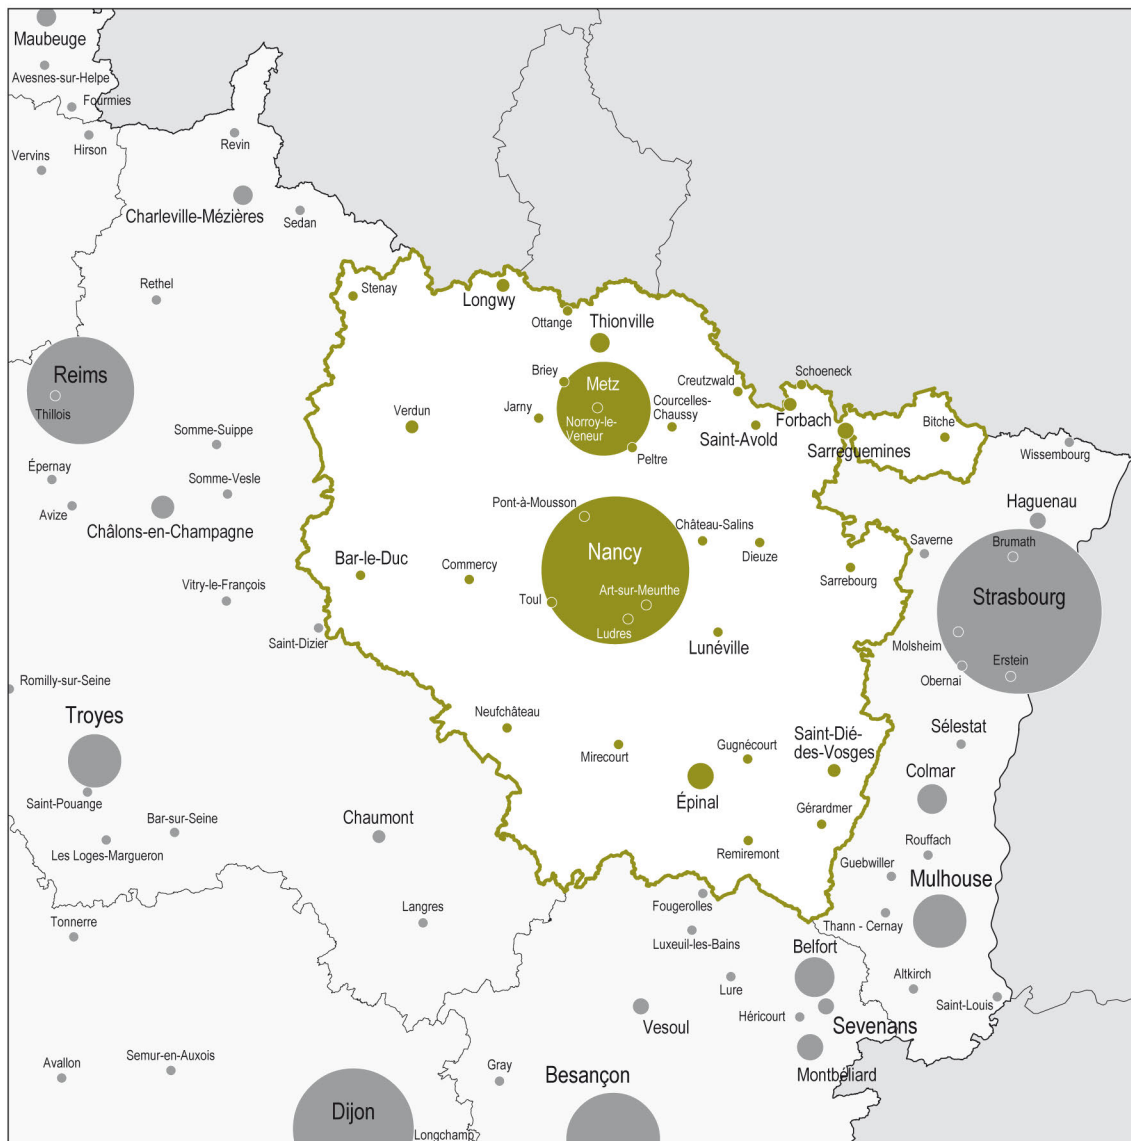 Maubeuge
Avesnes-sur-Helpe
Fourmies
Hirson
Revin
Vervins
Charleville-Mézières
Sedan
Rethel
Stenay
Longwy
Ottange
Thionville
Reims
Thillois
Briey
Metz
Creutzwald
Schoeneck
Verdun
Jarny
Norroy-le-
Veneur
Courcelles-
Chaussy
Forbach
Bitche
Somme-Suippe
Saint-Avold
Sarreguemines
Wissembourg
Épernay
Peltre
Somme-Vesle
Avize
Châlons-en-Champagne
Pont-à-Mousson
Haguenau
Château-Salins
Brumath
Nancy
Dieuze
Saverne
Bar-le-Duc
Commercy
Sarrebourg
Vitry-le-François
Toul
Art-sur-Meurthe
Strasbourg
Ludres
Saint-Dizier
Lunéville
Molsheim
Erstein
Obernai
Romilly-sur-Seine
Troyes
Neufchâteau
Sélestat
Mirecourt
Gugnécourt
Saint-Dié-
des-Vosges
Colmar
Saint-Pouange
Épinal
Bar-sur-Seine
Chaumont
Gérardmer
Les Loges-Margueron
Remiremont
Rouffach
Guebwiller
Mulhouse
Tonnerre
Langres
Fougerolles
Thann - Cernay
Luxeuil-les-Bains
Belfort
Lure
Altkirch
Saint-Louis
Héricourt
Vesoul
Sevenans
Avallon
Semur-en-Auxois
Gray
Besançon
Montbéliard
Dijon
Longchamp